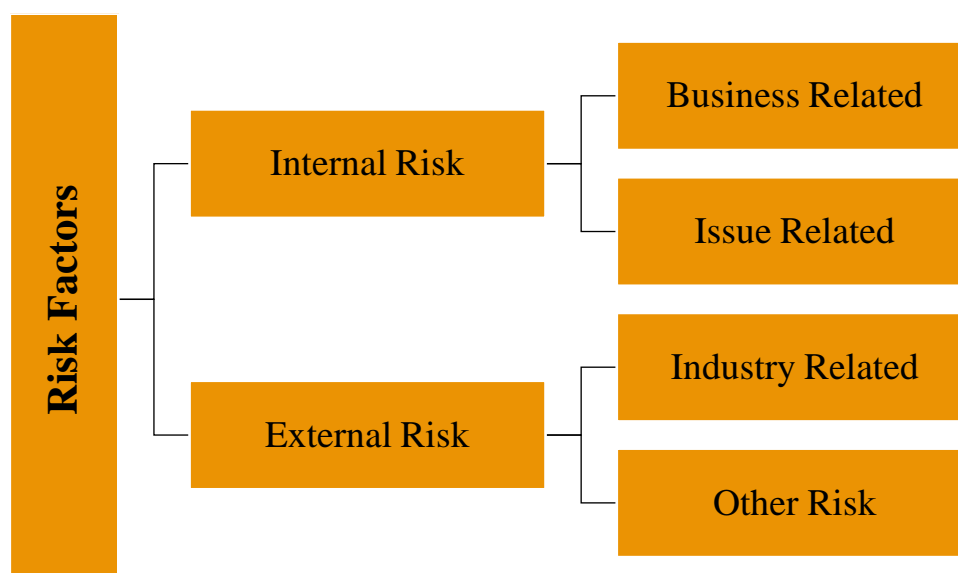 Risk Factors
Internal Risk
Business Related
Issue Related
External Risk
Industry Related
Other Risk